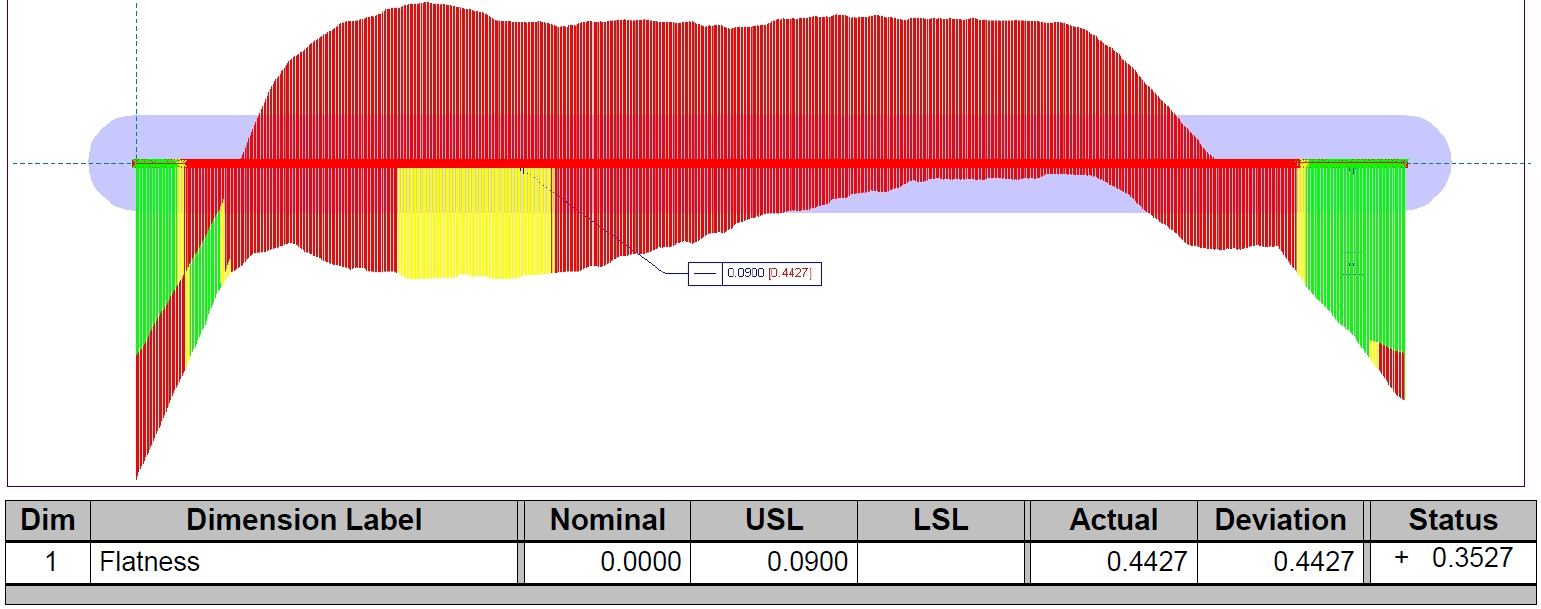 0.0900 [0.4427]
Dim Dimension Label Nominal USL LSL Actual Deviation Status
1 Flatness 0.0000 0.0900 0.4427 0.4427 + 0.3527